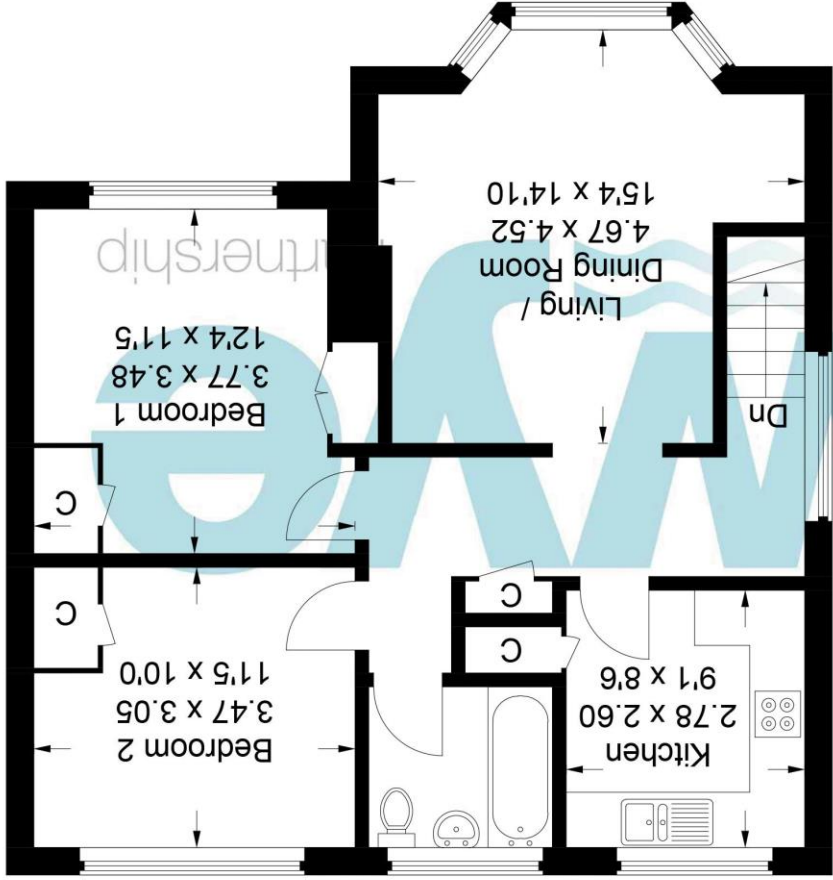 Kitchen
2.78 x 2.60
9'1 x 8'6
Bedroom 2
3.47 x 3.05
11'5 x 10'0
C
C
C
C
Dn
Living /
Dining Room
4.67 x 4.52
15'4 x 14'10
Bedroom 1
3.77 x 3.48
12'4 x 11'5
artnership